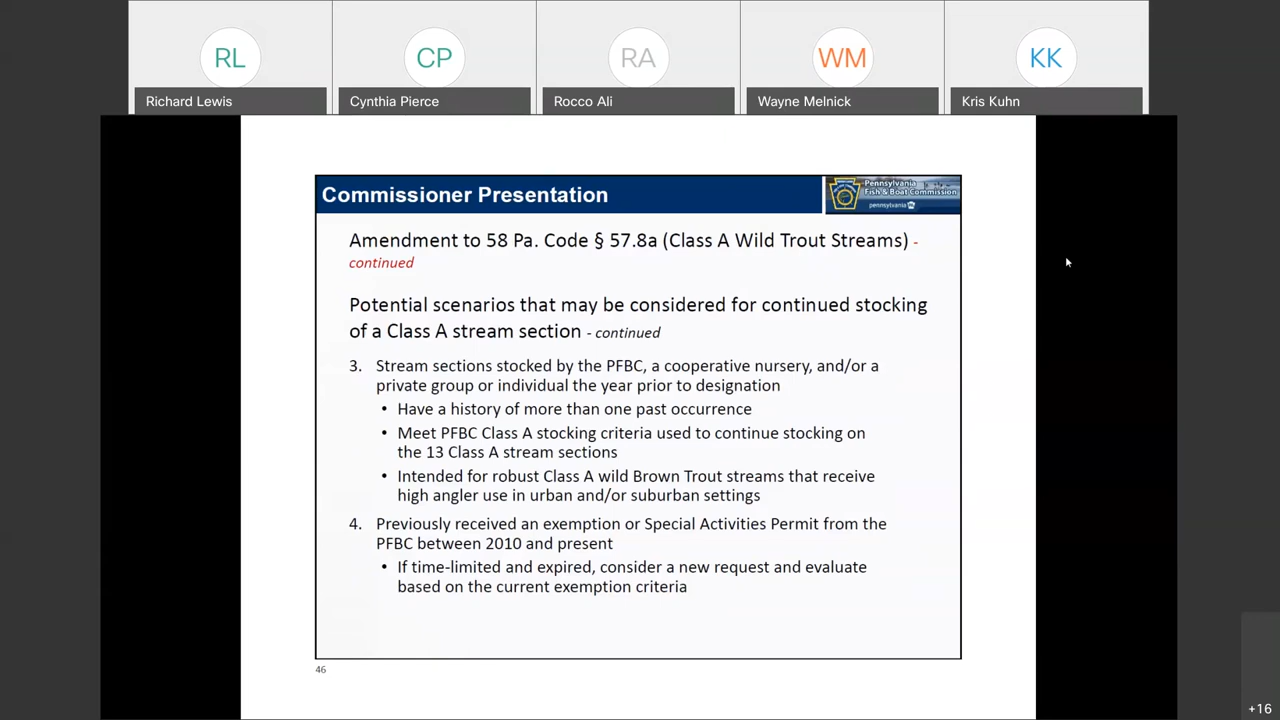 RL
CP
RA
WM
KK
Richard Lewis
Cynthia Pierce
Rocco Ali
Wayne Melnick
Kris Kuhn
Commissioner Presentation
Pennsylvania
Fish & Boat Commission
pennsylvania
Amendment to 58 Pa. Code § 57.8a (Class A Wild Trout Streams) -
continued
Potential scenarios that may be considered for continued stocking
of a Class A stream section - continued
3. Stream sections stocked by the PFBC, a cooperative nursery, and/or a
private group or individual the year prior to designation
• Have a history of more than one past occurrence
• Meet PFBC Class A stocking criteria used to continue stocking on
the 13 Class A stream sections
• Intended for robust Class A wild Brown Trout streams that receive
high angler use in urban and/or suburban settings
4. Previously received an exemption or Special Activities Permit from the
PFBC between 2010 and present
• If time-limited and expired, consider a new request and evaluate
based on the current exemption criteria
46
+16